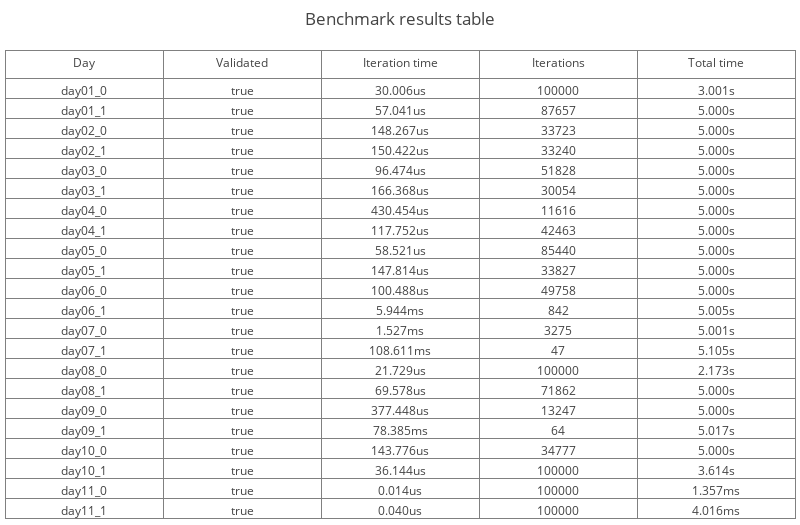 Benchmark results table
Day Validated Iteration time Iterations Total time
day01_0 true 30.006us 100000 3.001s
day01_1 true 57.041us 87657 5.000s
day02_0 true 148.267us 33723 5.000s
day02_1 true 150.422us 33240 5.000s
day03_0 true 96.474us 51828 5.000s
day03_1 true 166.368us 30054 5.000s
day04_0 true 430.454us 11616 5.000s
day04_1 true 117.752us 42463 5.000s
day05_0 true 58.521us 85440 5.000s
day05_1 true 147.814us 33827 5.000s
day06_0 true 100.488us 49758 5.000s
day06_1 true 5.944ms 842 5.005s
day07_0 true 1.527ms 3275 5.001s
day07_1 true 108.611ms 47 5.105s
day08_0 true 21.729us 100000 2.173s
day08_1 true 69.578us 71862 5.000s
day09_0 true 377.448us 13247 5.000s
day09_1 true 78.385ms 64 5.017s
day10_0 true 143.776us 34777 5.000s
day10_1 true 36.144us 100000 3.614s
day11_0 true 0.014us 100000 1.357ms
day11_1 true 0.040us 100000 4.016ms